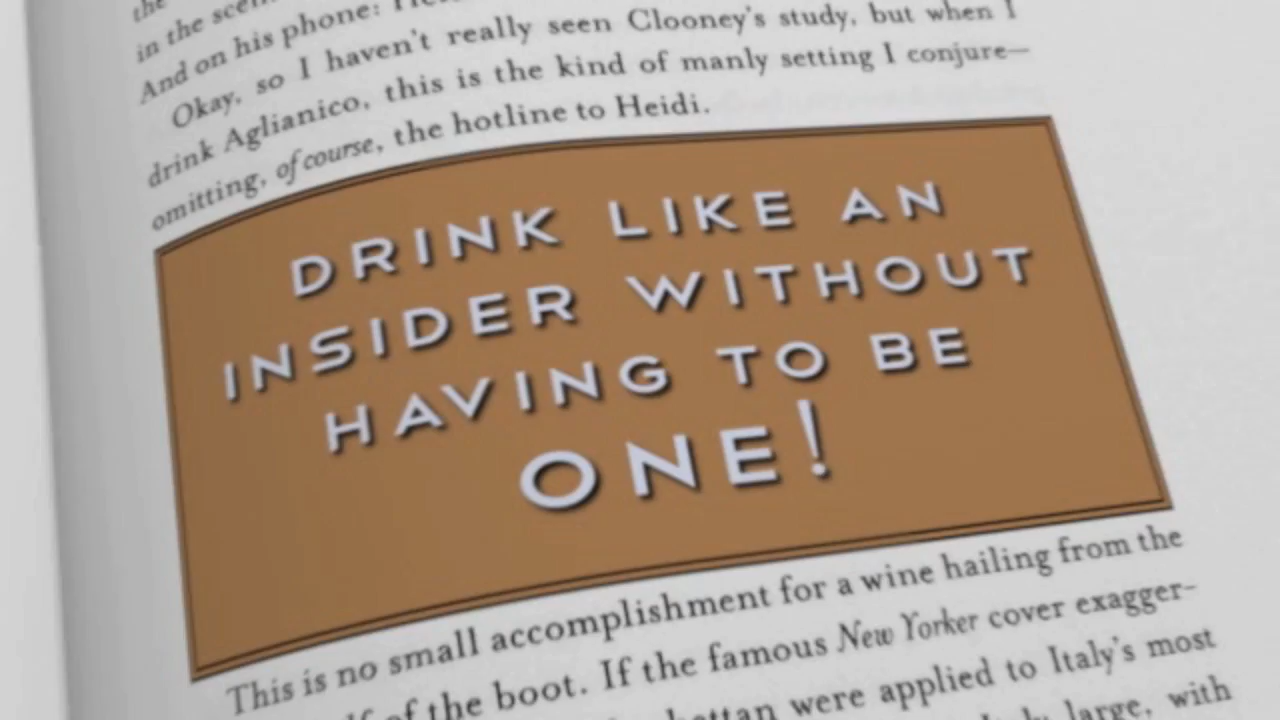 the
in the scen
And on his phone:
Okay, so I haven't really seen Clooney's study, but when I
drink Aglianico, this is the kind of manly setting I conjure—
omitting, of course, the hotline to Heidi.
DRINK LIKE AN
INSIDER WITHOUT
HAVING TO BE
ONE!
This is no small accomplishment for a wine hailing from the
of the boot. If the famous New Yorker cover exagger-
were applied to Italy's most
large, with